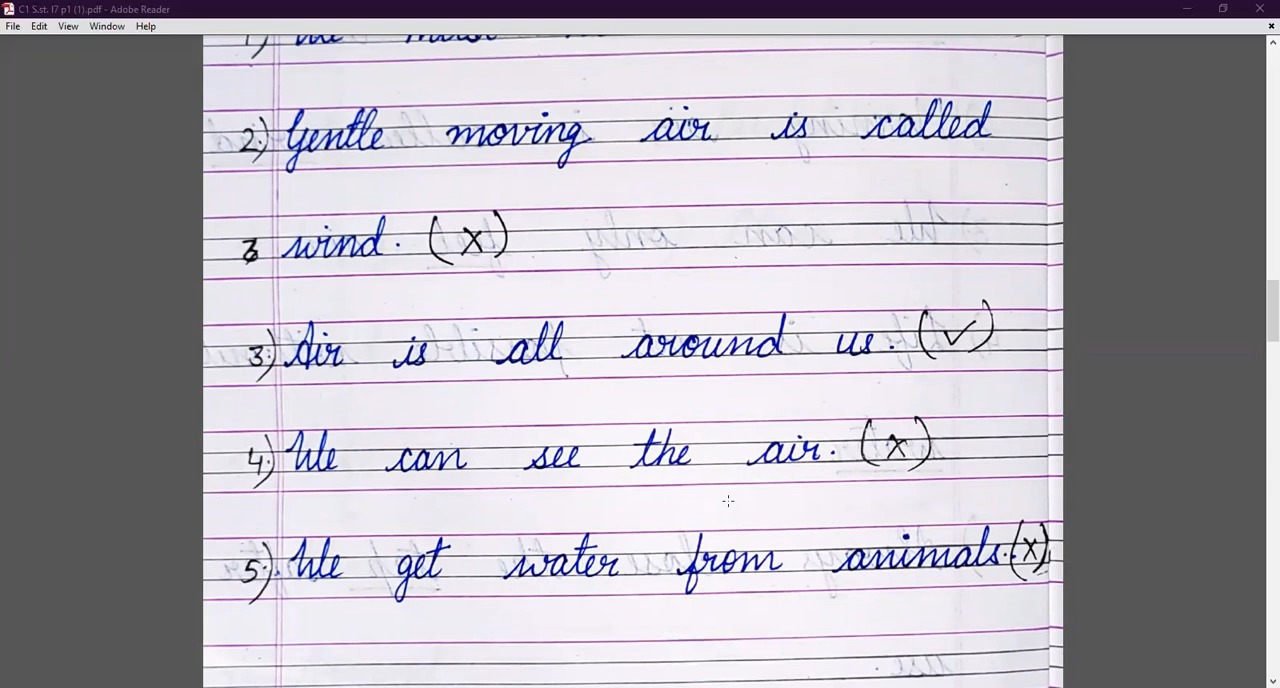 C1 S.st. l7 p1 (1).pdf - Adobe Reader
File Edit View Window Help
2.) Gentle moving air is called
wind. (x)
3.) Air is all around us. (✓)
4.) We can see the air. (x)
5.) We get water from animals. (x)